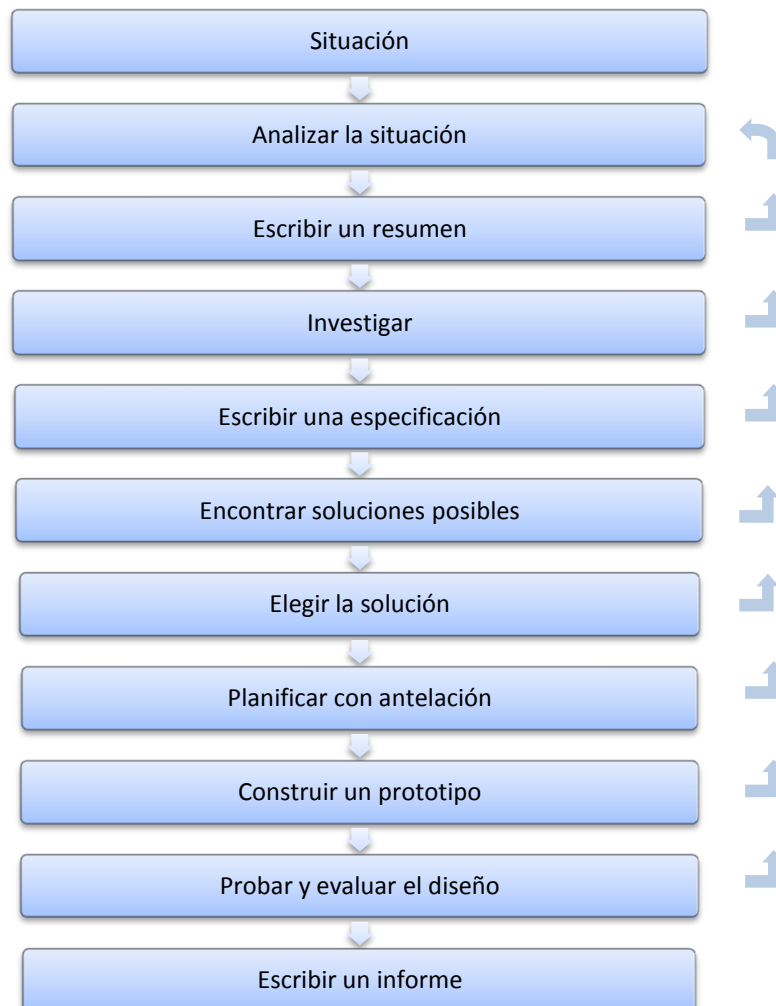 Situación
Analizar la situación
Escribir un resumen
Investigar
Escribir una especificación
Encontrar soluciones posibles
Elegir la solución
Planificar con antelación
Construir un prototipo
Probar y evaluar el diseño
Escribir un informe